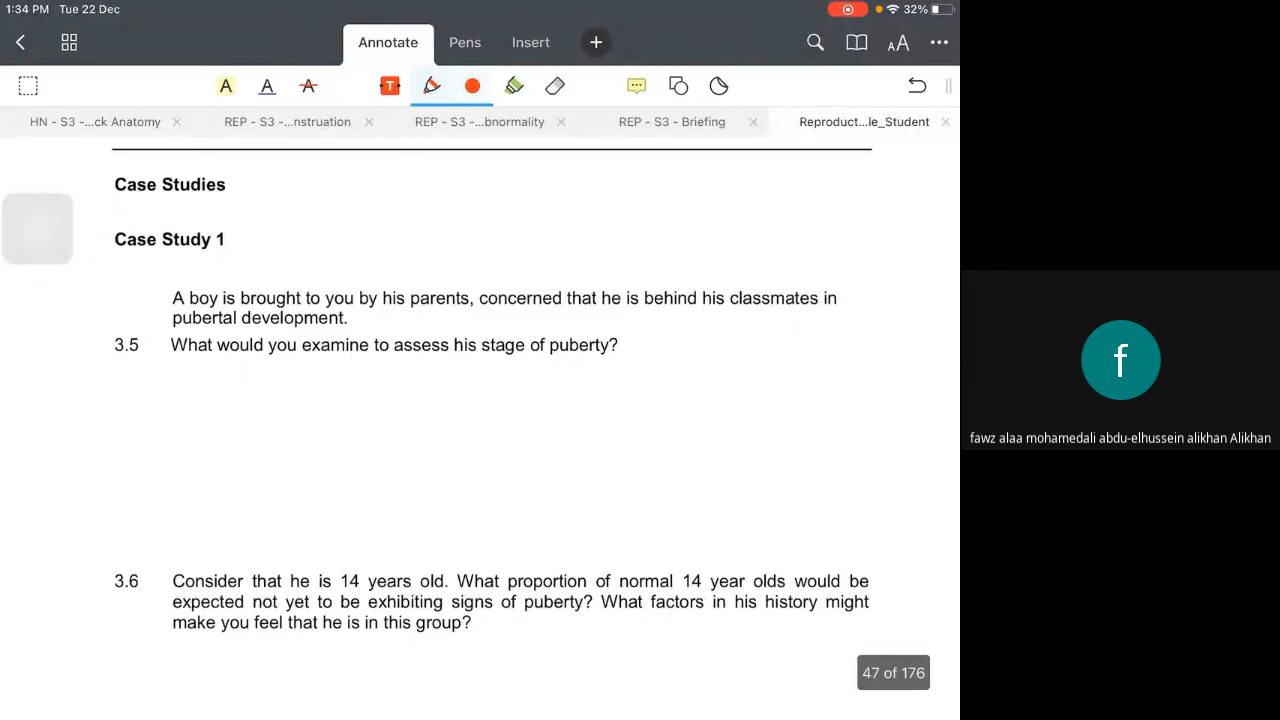 1:34 PM Tue 22 Dec
32%
Annotate Pens Insert
AA
A A A T
HN - S3 -...ck Anatomy
REP - S3 -...nstruation
REP - S3 -...bnormality
REP - S3 - Briefing
Reproduct...le_Student
Case Studies
Case Study 1
A boy is brought to you by his parents, concerned that he is behind his classmates in
pubertal development.
3.5 What would you examine to assess his stage of puberty?
3.6 Consider that he is 14 years old. What proportion of normal 14 year olds would be
expected not yet to be exhibiting signs of puberty? What factors in his history might
make you feel that he is in this group?
47 of 176
f
fawz alaa mohamedali abdu-elhussein alikhan Alikhan